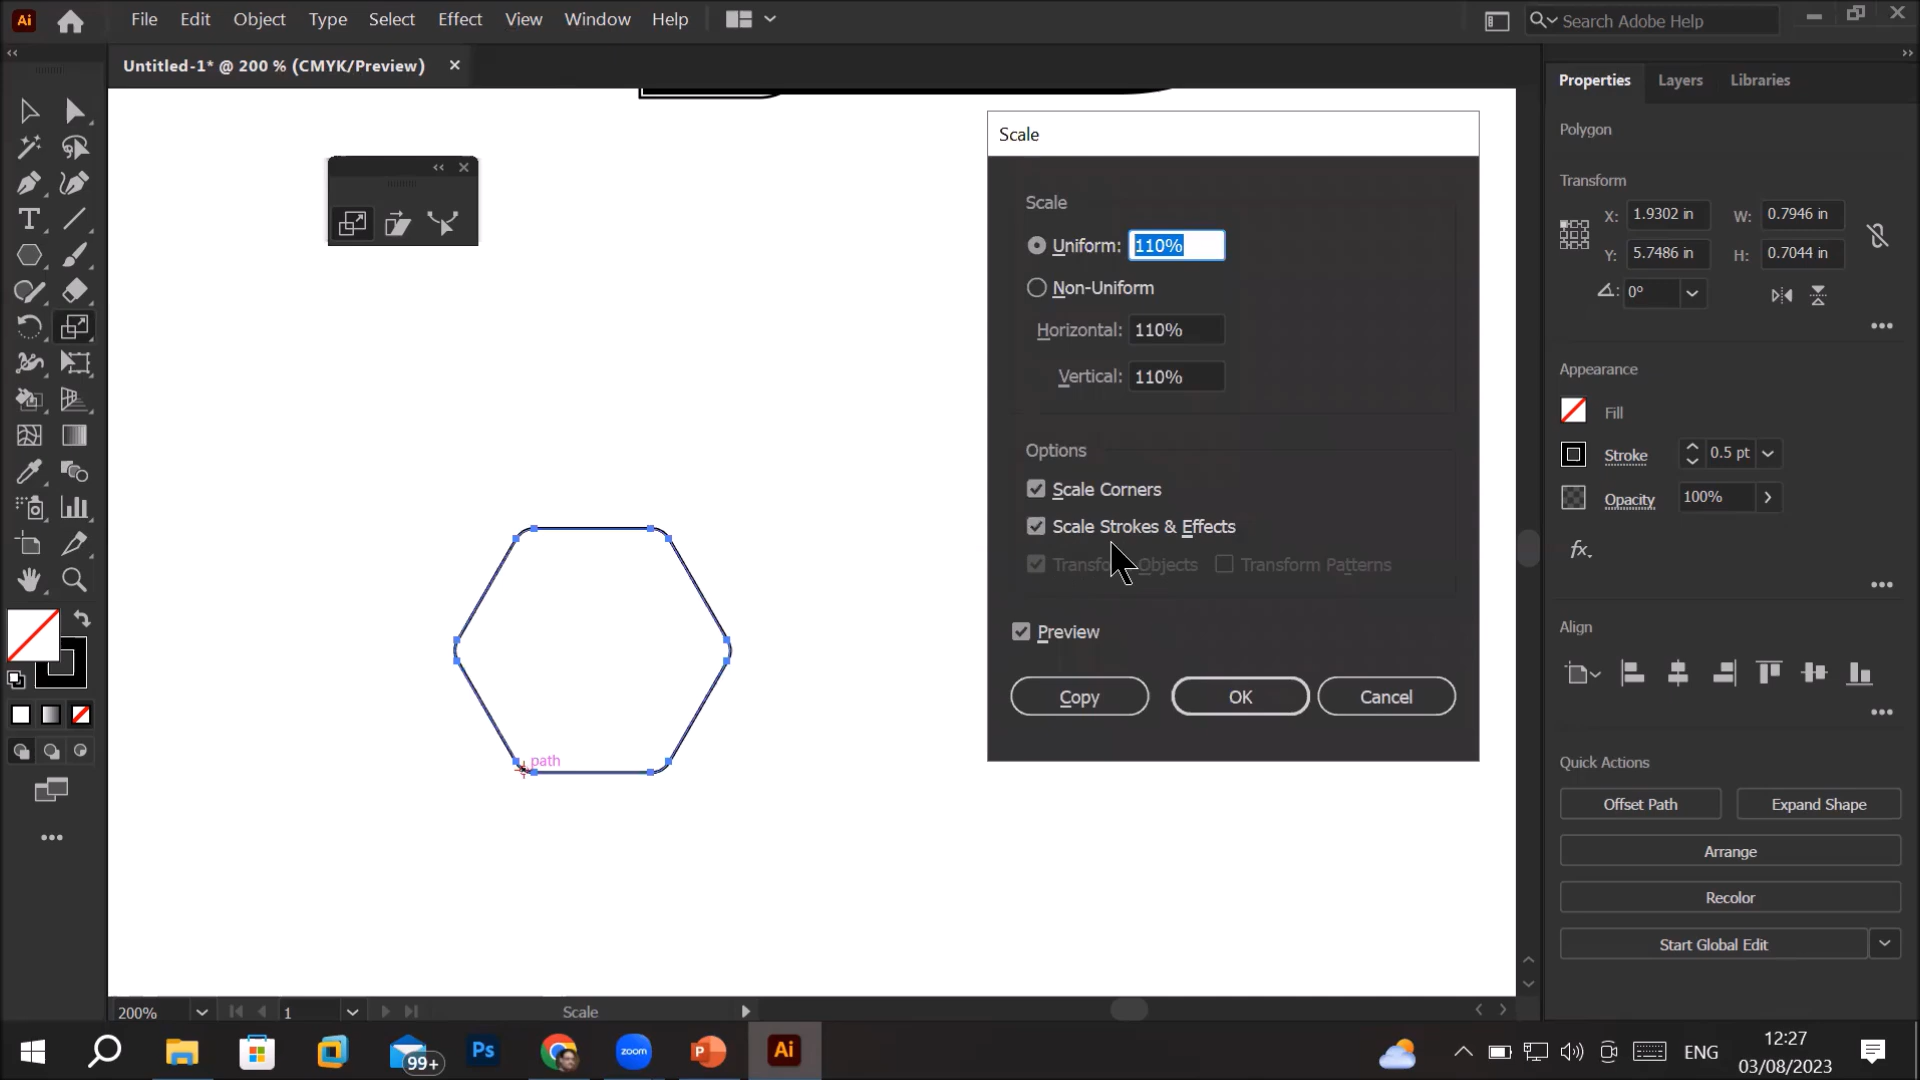 Ai File Edit Object Type Select Effect View Window Help Search Adobe Help
Untitled-1* @ 200 % (CMYK/Preview)
Properties Layers Libraries
Polygon
Transform
X: 1.9302 in W: 0.7946 in
Y: 5.7486 in H: 0.7044 in
0°
Appearance
Fill
Stroke 0.5 pt
Opacity 100%
fx.
Align
Quick Actions
Offset Path Expand Shape
Arrange
Recolor
Start Global Edit
Scale
Scale
Uniform: 110%
Non-Uniform
Horizontal: 110%
Vertical: 110%
Options
Scale Corners
Scale Strokes & Effects
Transform Objects Transform Patterns
Preview
Copy OK Cancel
path
200% 1 Scale
99+ Ps zoom P Ai ENG 12:27
03/08/2023